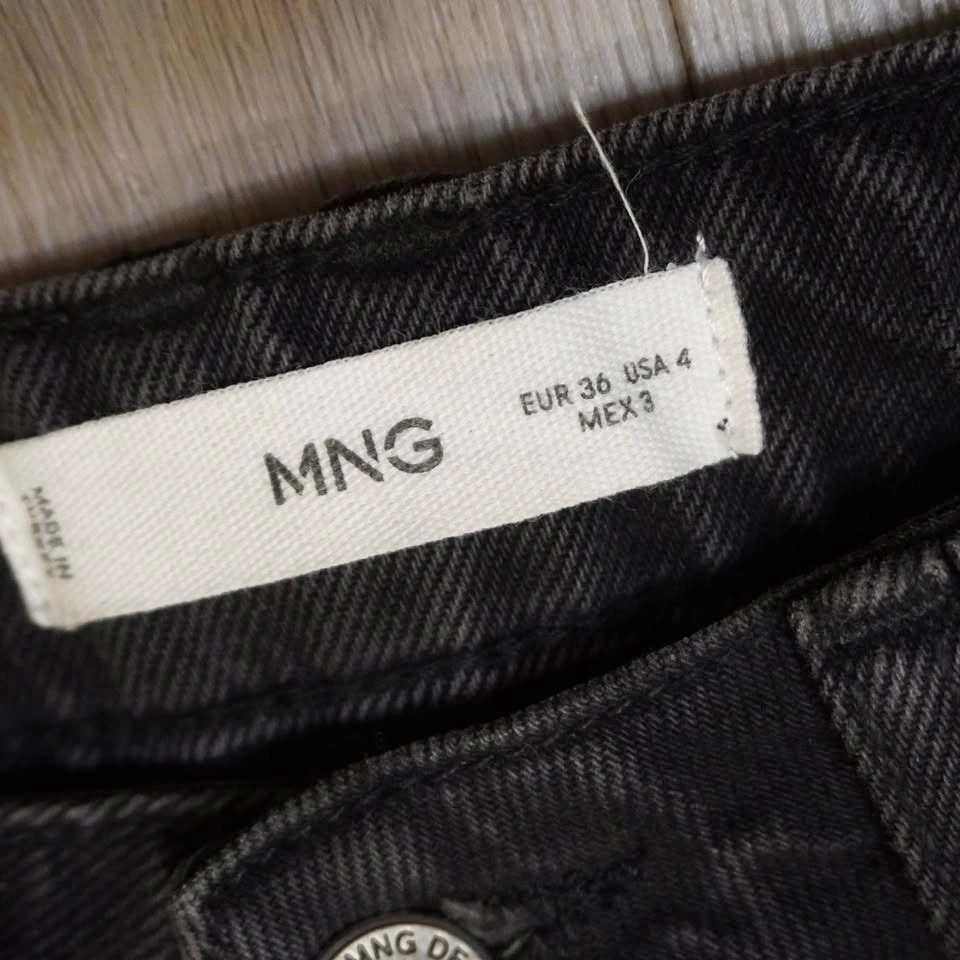 MNG
EUR 36 USA 4
MEX 3
MADE IN
MNG DE